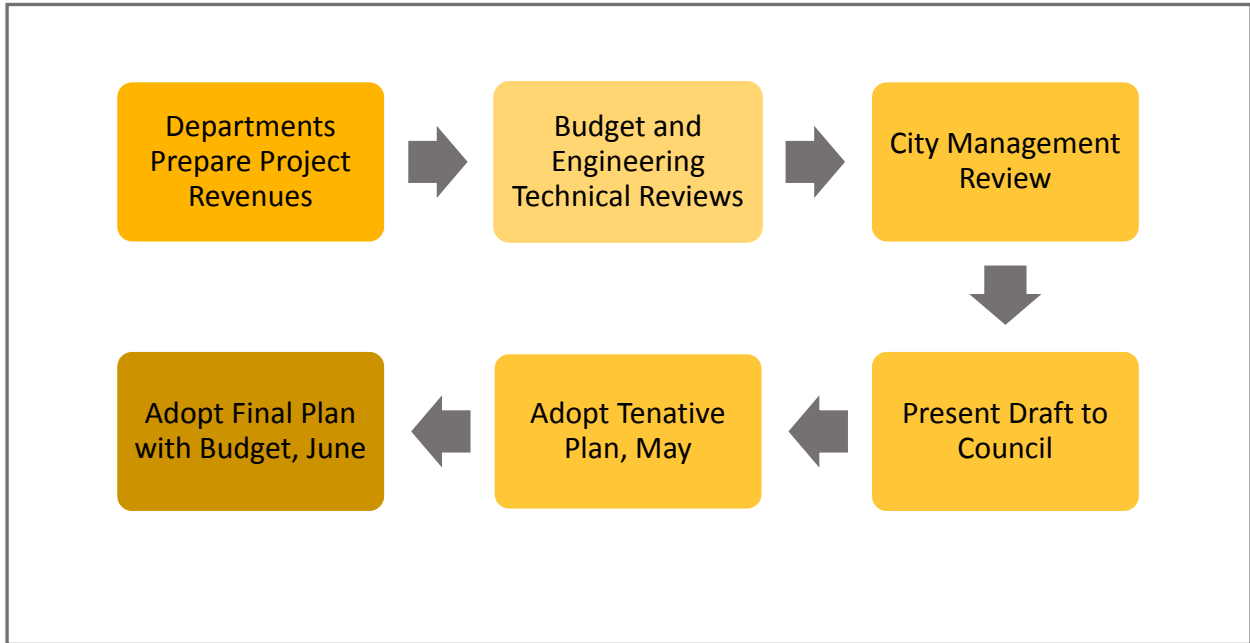 Departments
Prepare Project
Revenues
Budget and
Engineering
Technical Reviews
City Management
Review
Present Draft to
Council
Adopt Tenative
Plan, May
Adopt Final Plan
with Budget, June